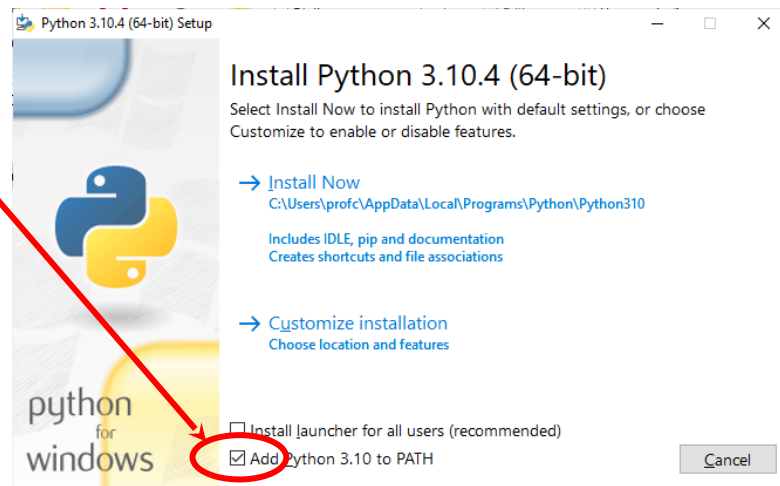 Python 3.10.4 (64-bit) Setup
Install Python 3.10.4 (64-bit)
Select Install Now to install Python with default settings, or choose
Customize to enable or disable features.
Install Now
C:\Users\profc\AppData\Local\Programs\Python\Python310
Includes IDLE, pip and documentation
Creates shortcuts and file associations
Customize installation
Choose location and features
python
for
windows
Install launcher for all users (recommended)
Add Python 3.10 to PATH
Cancel